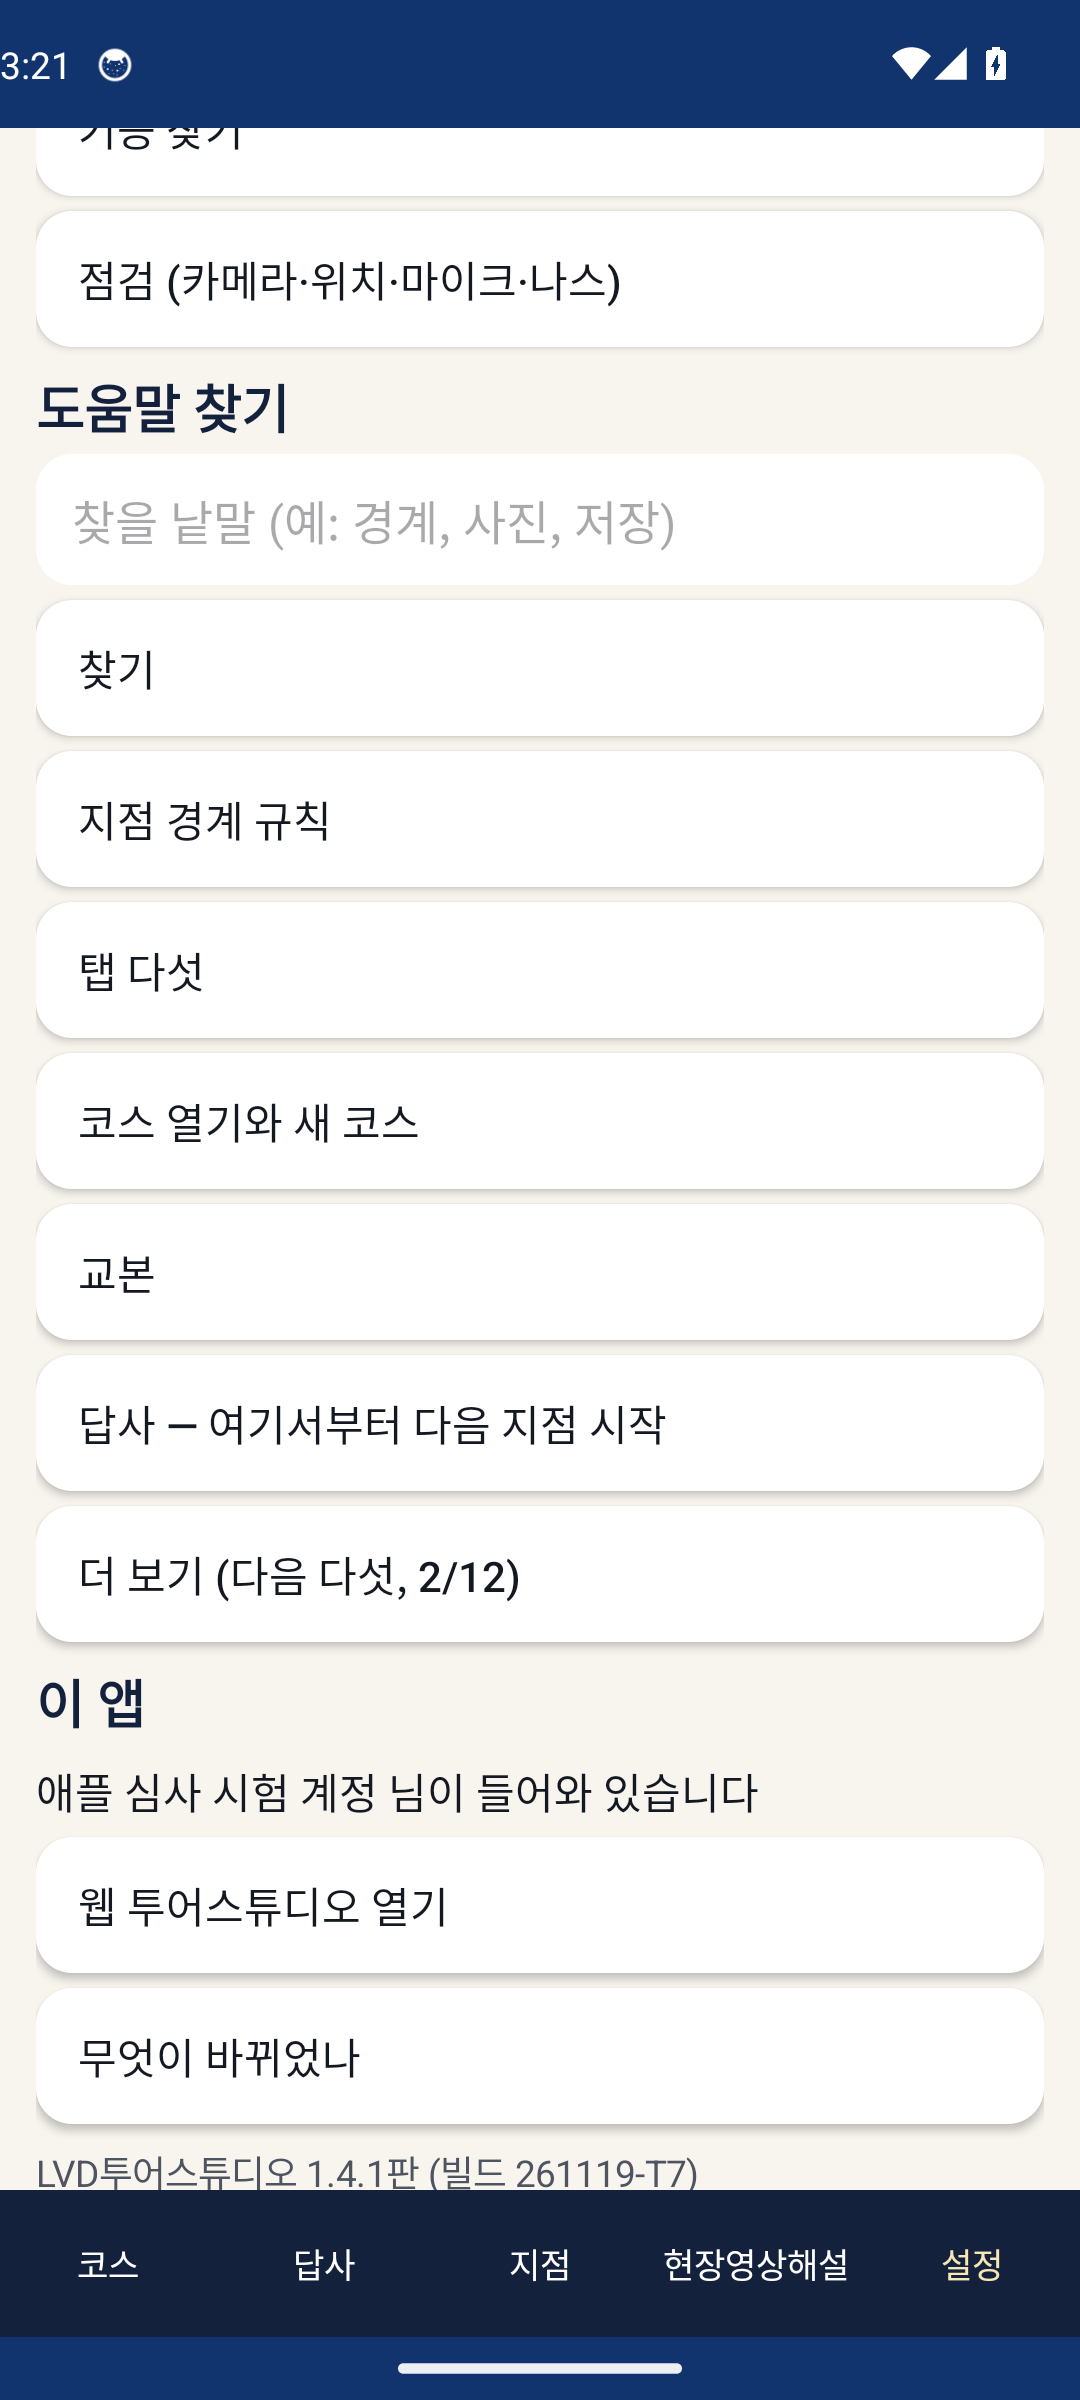 3:21
기능 찾기
점검 (카메라·위치·마이크·나스)
도움말 찾기
찾을 낱말 (예: 경계, 사진, 저장)
찾기
지점 경계 규칙
탭 다섯
코스 열기와 새 코스
교본
답사 — 여기서부터 다음 지점 시작
더 보기 (다음 다섯, 2/12)
이 앱
애플 심사 시험 계정 님이 들어와 있습니다
웹 투어스튜디오 열기
무엇이 바뀌었나
LVD투어스튜디오 1.4.1판 (빌드 261119-T7)
코스 답사 지점 현장영상해설 설정